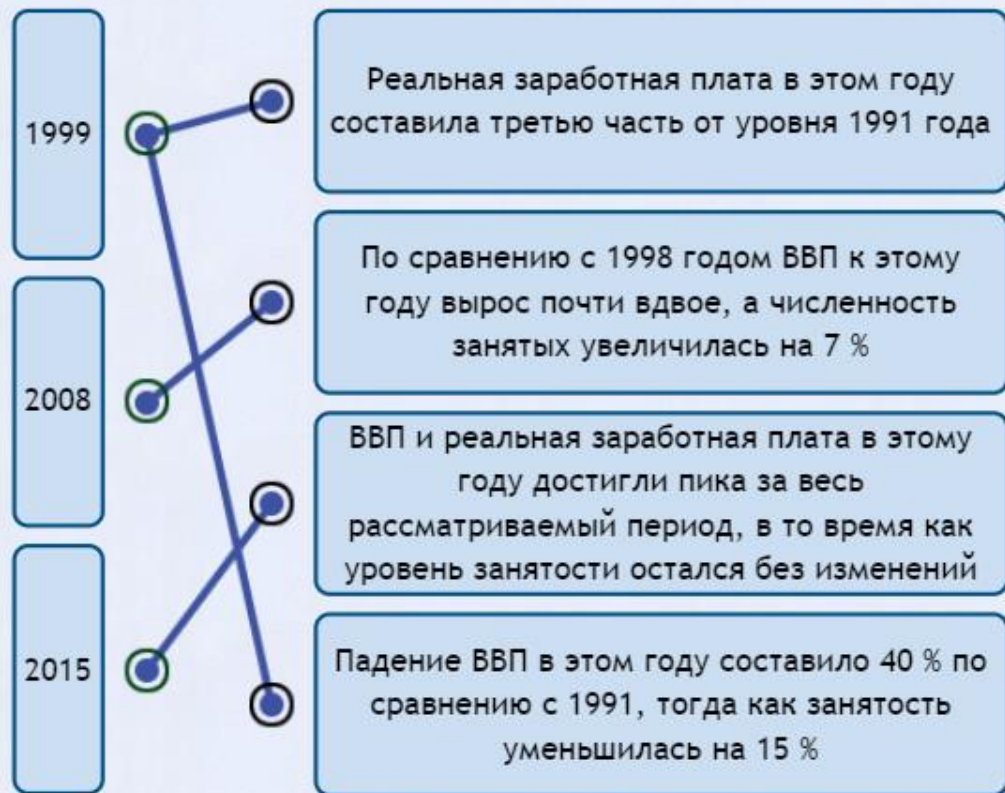 1999
2008
2015
Реальная заработная плата в этом году
составила третью часть от уровня 1991 года
По сравнению с 1998 годом ВВП к этому
году вырос почти вдвое, а численность
занятых увеличилась на 7 %
ВВП и реальная заработная плата в этому
году достигли пика за весь
рассматриваемый период, в то время как
уровень занятости остался без изменений
Падение ВВП в этом году составило 40 % по
сравнению с 1991, тогда как занятость
уменьшилась на 15 %